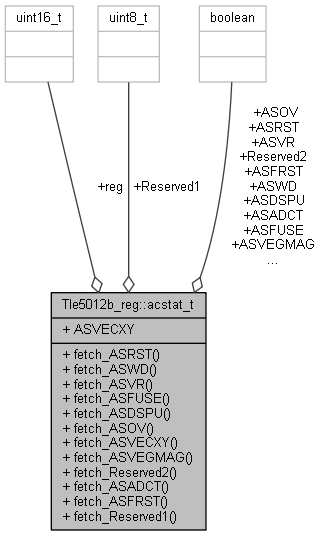 uint16_t
uint8_t
boolean
+reg
+Reserved1
+ASOV
+ASRST
+ASVR
+Reserved2
+ASFRST
+ASWD
+ASDSPU
+ASADCT
+ASFUSE
+ASVEGMAG
...
Tle5012b_reg::acstat_t
+ ASVECXY
+ fetch_ASRST()
+ fetch_ASWD()
+ fetch_ASVR()
+ fetch_ASFUSE()
+ fetch_ASDSPU()
+ fetch_ASOV()
+ fetch_ASVECXY()
+ fetch_ASVEGMAG()
+ fetch_Reserved2()
+ fetch_ASADCT()
+ fetch_ASFRST()
+ fetch_Reserved1()